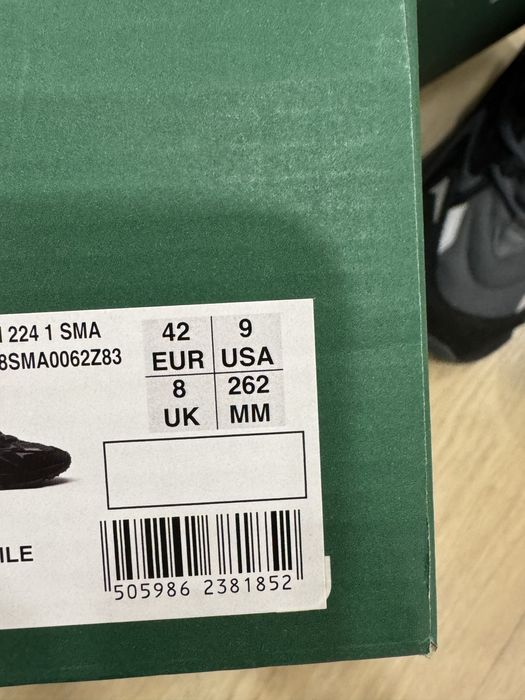 224 1 SMA
8SMA0062Z83
42 EUR
9 USA
8 UK
262 MM
ILE
505986 2381852